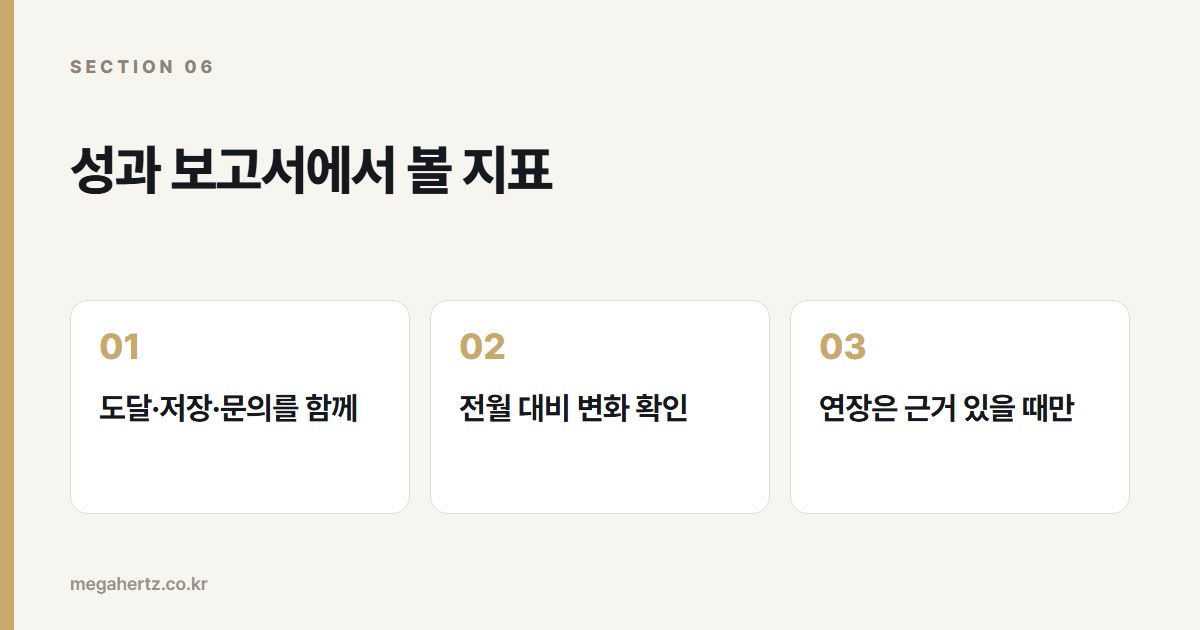 SECTION 06
성과 보고서에서 볼 지표
01
도달·저장·문의를 함께
02
전월 대비 변화 확인
03
연장은 근거 있을 때만
megahertz.co.kr